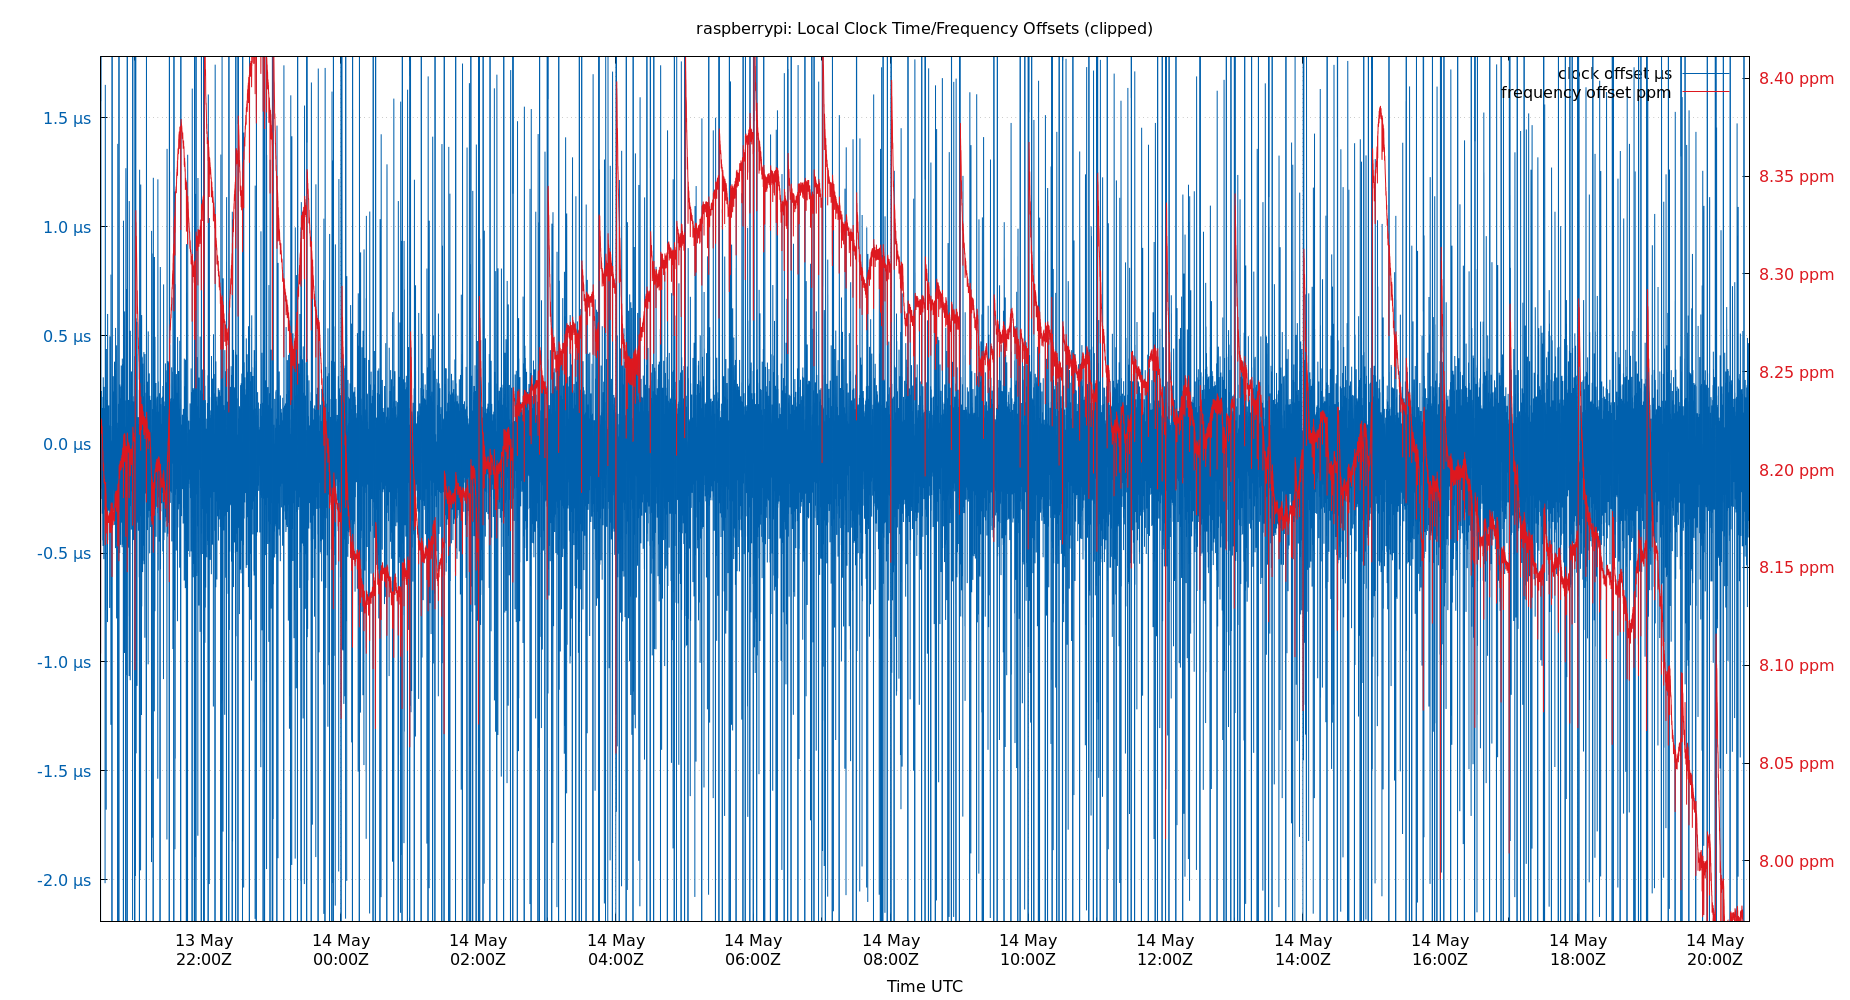 raspberrypi: Local Clock Time/Frequency Offsets (clipped)
clock offset µs
frequency offset ppm
1.5 µs
1.0 µs
0.5 µs
0.0 µs
-0.5 µs
-1.0 µs
-1.5 µs
-2.0 µs
8.40 ppm
8.35 ppm
8.30 ppm
8.25 ppm
8.20 ppm
8.15 ppm
8.10 ppm
8.05 ppm
8.00 ppm
13 May 14 May 14 May 14 May 14 May 14 May 14 May 14 May 14 May 14 May 14 May 14 May
22:00Z 00:00Z 02:00Z 04:00Z 06:00Z 08:00Z 10:00Z 12:00Z 14:00Z 16:00Z 18:00Z 20:00Z
Time UTC